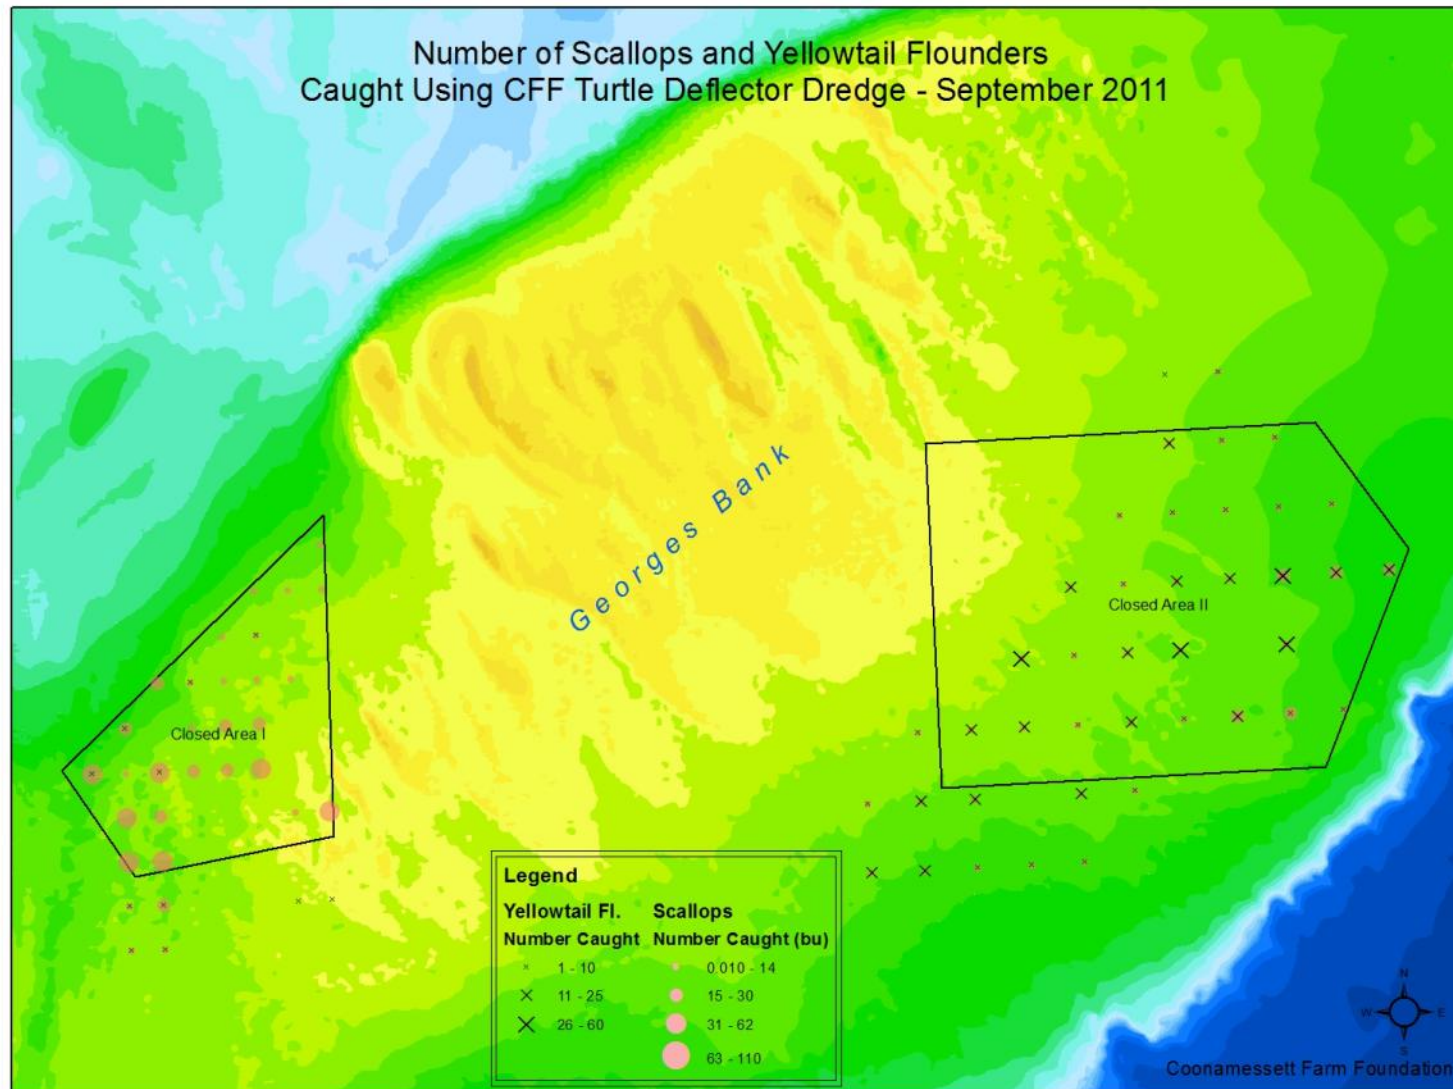 Number of Scallops and Yellowtail Flounders
Caught Using CFF Turtle Deflector Dredge - September 2011
Georges Bank
Closed Area II
Closed Area I
Legend
Yellowtail Fl. Scallops
Number Caught Number Caught (bu)
1 - 10 0.010 - 14
11 - 25 15 - 30
26 - 60 31 - 62
63 - 110
N
W E
S
Coonamessett Farm Foundation